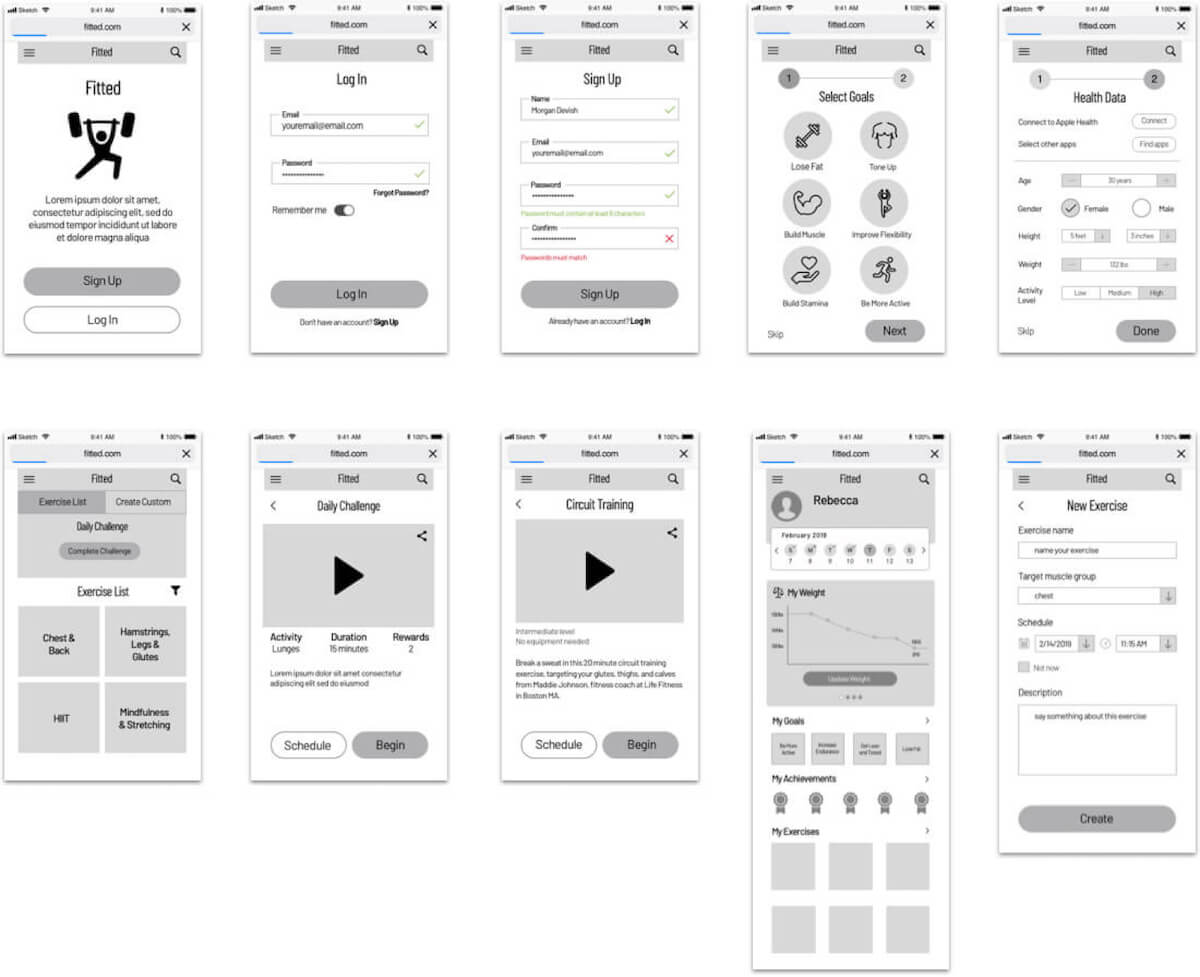 Sketch 9:41 AM 100%
fitted.com
Fitted
Fitted
Lorem ipsum dolor sit amet,
consectetur adipiscing elit, sed do
eiusmod tempor incididunt ut labore
et dolore magna aliqua
Sign Up
Log In
Sketch 9:41 AM 100%
fitted.com
Fitted
Log In
Email
youremail@email.com
Password
Forgot Password?
Remember me
Log In
Don't have an account? Sign Up
Sketch 9:41 AM 100%
fitted.com
Fitted
Sign Up
Name
Morgan Devish
Email
youremail@email.com
Password
Password must contain at least 8 characters
Confirm
Passwords must match
Sign Up
Already have an account? Log In
Sketch 9:41 AM 100%
fitted.com
Fitted
1 2
Select Goals
Lose Fat Tone Up
Build Muscle Improve Flexibility
Build Stamina Be More Active
Skip Next
Sketch 9:41 AM 100%
fitted.com
Fitted
1 2
Health Data
Connect to Apple Health Connect
Select other apps Find apps
Age 30 years
Gender Female Male
Height 5 feet 3 inches
Weight 132 lbs
Activity
Level Low Medium High
Skip Done
Sketch 9:41 AM 100%
fitted.com
Fitted
Exercise List Create Custom
Daily Challenge
Complete Challenge
Exercise List
Chest &
Back
Hamstrings,
Legs &
Glutes
HIIT
Mindfulness
& Stretching
Sketch 9:41 AM 100%
fitted.com
Fitted
Daily Challenge
Activity Duration Rewards
Lunges 15 minutes 2
Lorem ipsum dolor sit amet consectetur
adipiscing elit sed do eiusmod
Schedule Begin
Sketch 9:41 AM 100%
fitted.com
Fitted
Circuit Training
Intermediate level
No equipment needed
Break a sweat in this 20 minute circuit training
exercise, targeting your glutes, thighs, and calves
from Maddie Johnson, fitness coach at Life Fitness
in Boston MA.
Schedule Begin
Sketch 9:41 AM 100%
fitted.com
Fitted
Rebecca
February 2019
S M T W T F S
7 8 9 10 11 12 13
My Weight
Update Weight
My Goals
Be More
Active
Increase
Endurance
Get Lean
and Toned
Lose Fat
My Achievements
My Exercises
Sketch 9:41 AM 100%
fitted.com
Fitted
New Exercise
Exercise name
name your exercise
Target muscle group
chest
Schedule
2/14/2019 11:15 AM
Not now
Description
say something about this exercise
Create